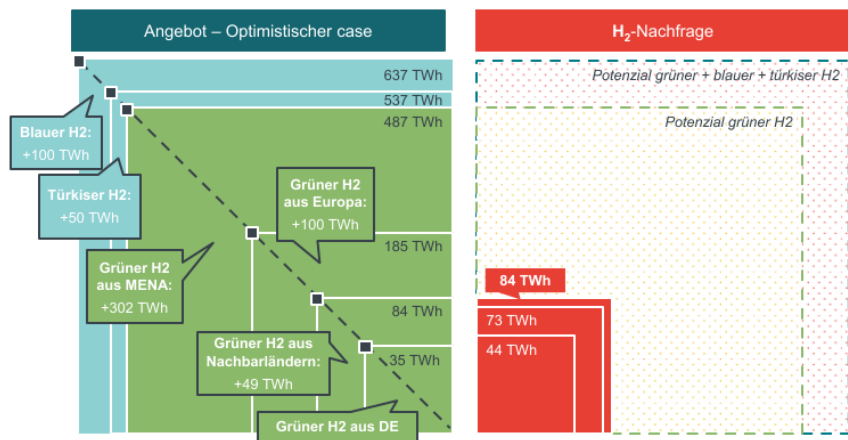 Angebot – Optimistischer case
637 TWh
537 TWh
487 TWh
Blauer H2:
+100 TWh
Türkiser H2:
+50 TWh
Grüner H2
aus MENA:
+302 TWh
Grüner H2
aus Europa:
+100 TWh
185 TWh
84 TWh
Grüner H2 aus
Nachbarländern:
+49 TWh
35 TWh
Grüner H2 aus DE
H₂-Nachfrage
Potenzial grüner + blauer + türkiser H2
Potenzial grüner H2
84 TWh
73 TWh
44 TWh